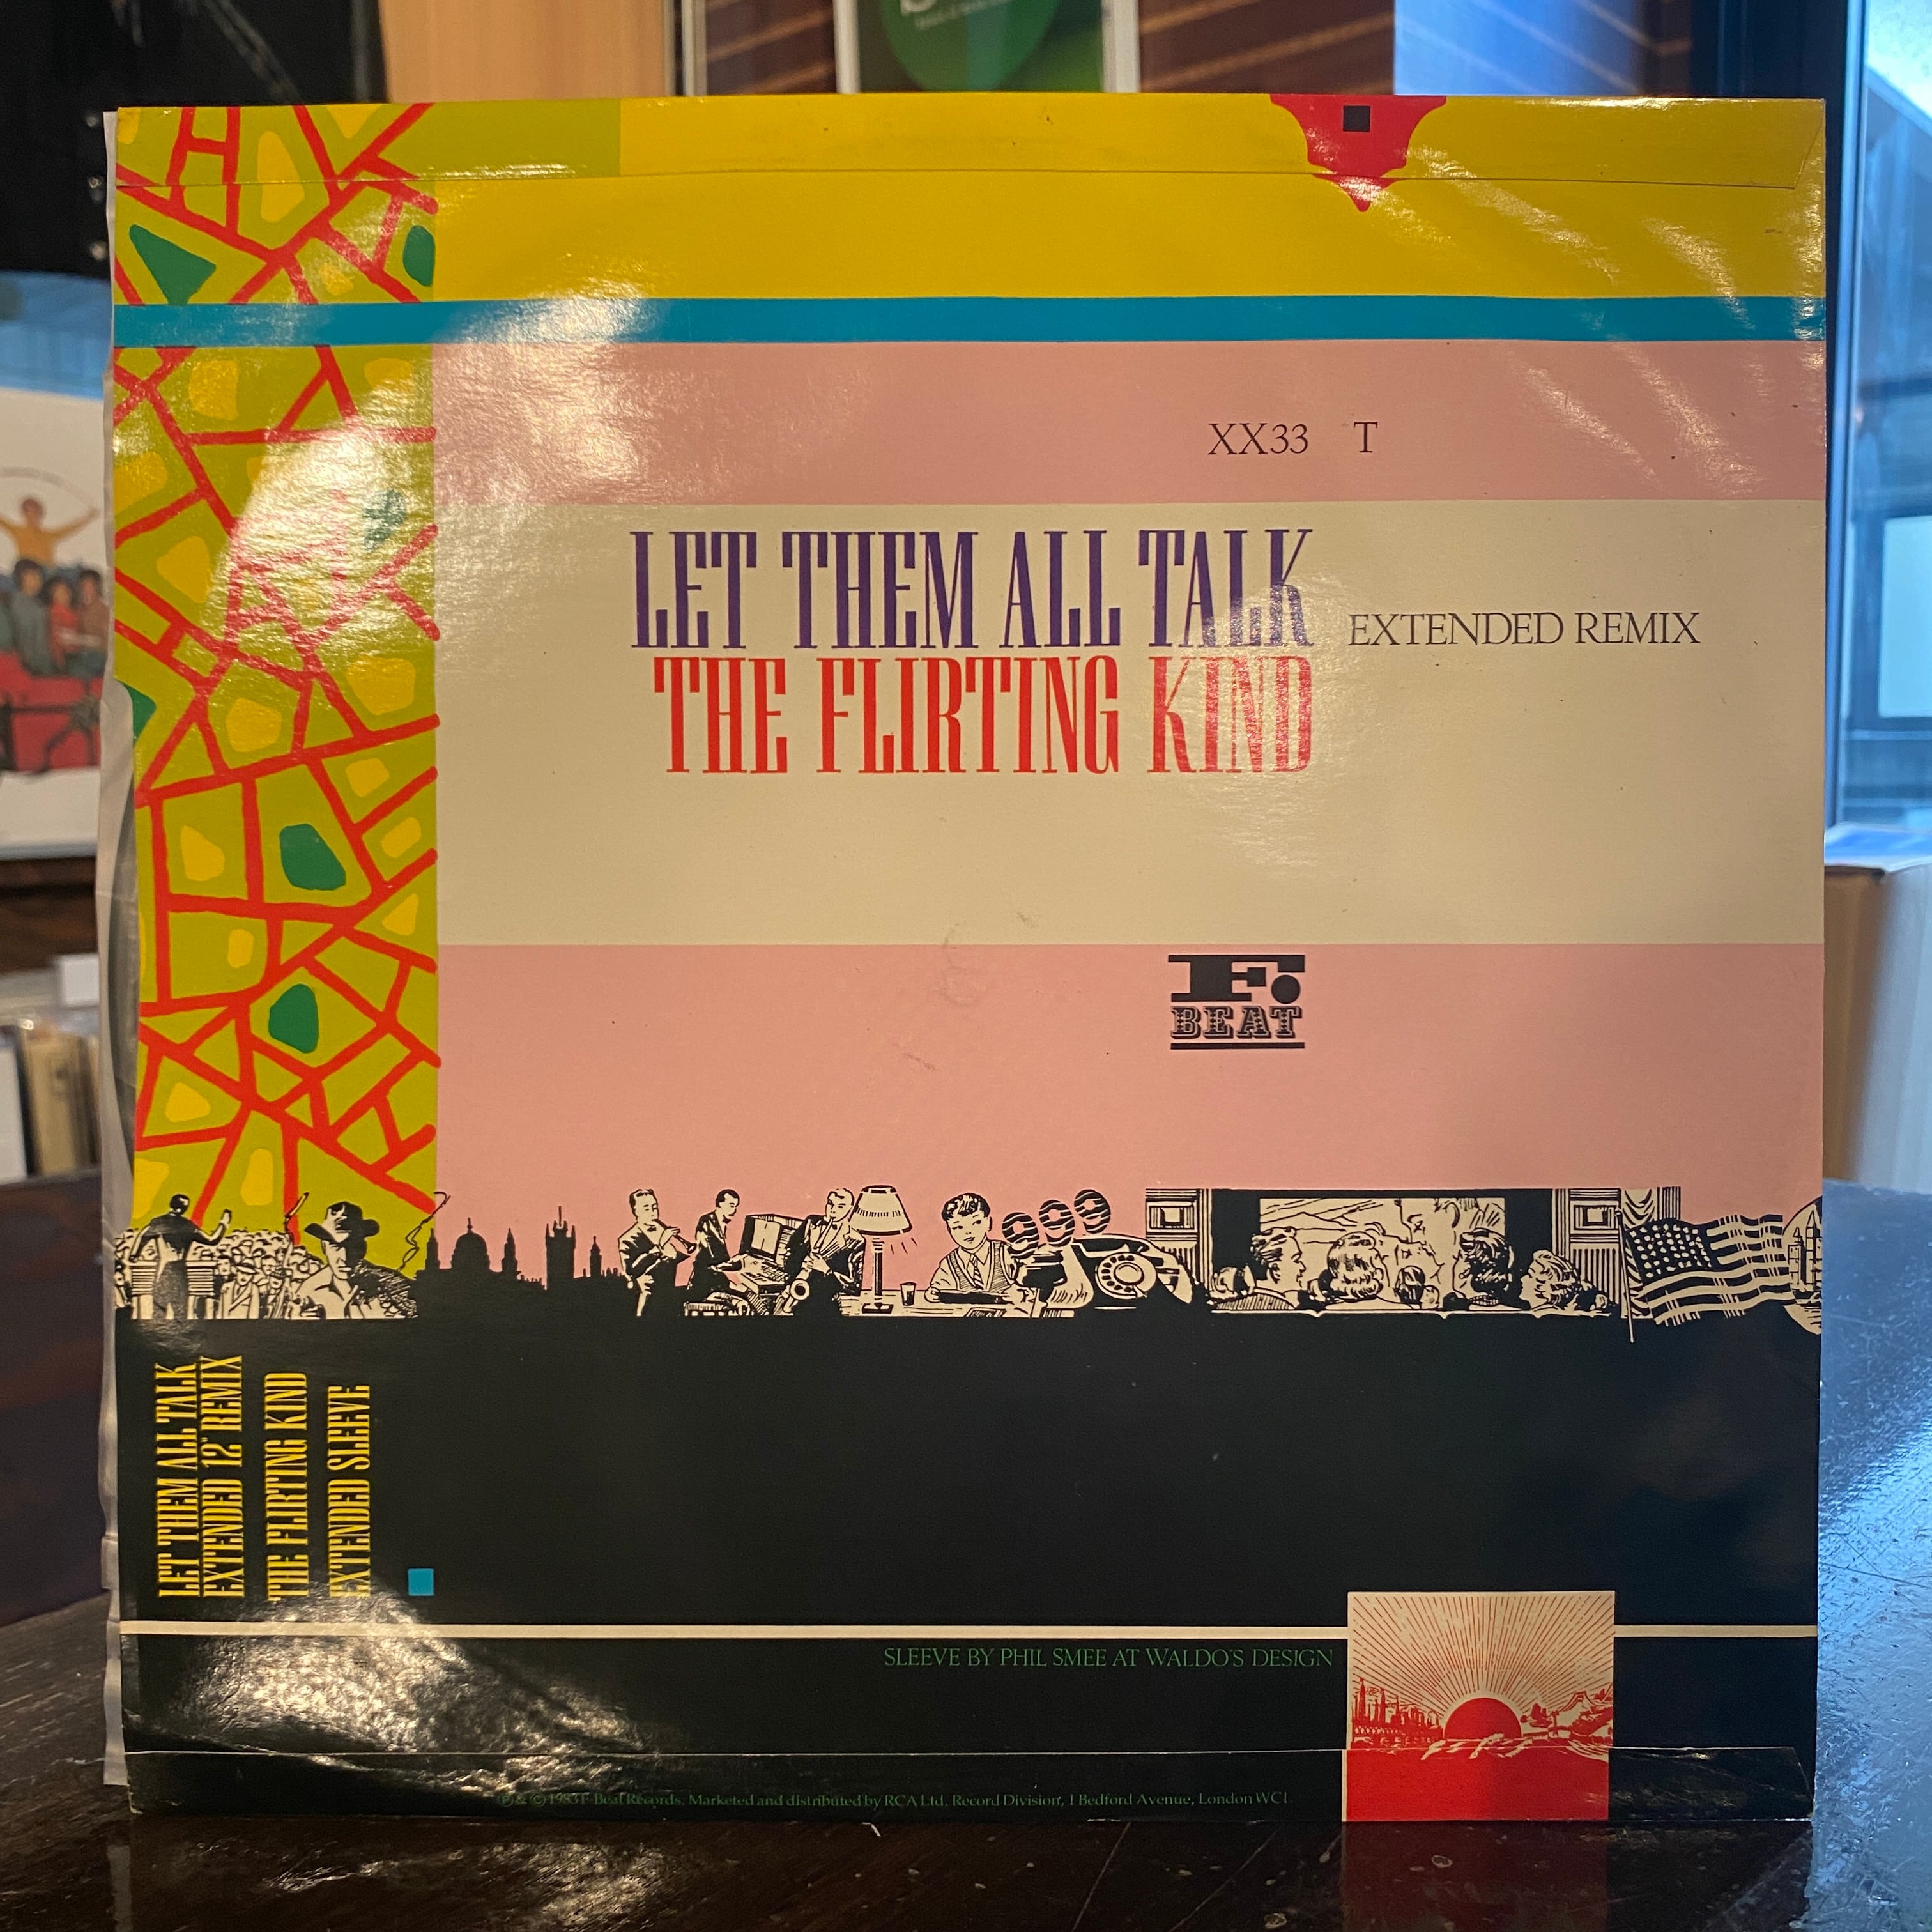 XX33 T
LET THEM ALL TALK EXTENDED REMIX
THE FLIRTING KIND
F.
BEAT
LET THEM ALL TALK
EXTENDED 12" REMIX
THE FLIRTING KIND
EXTENDED SLEEVE
SLEEVE BY PHIL SMEE AT WALDO'S DESIGN
Ⓟ & © 1983 F-Beat Records. Marketed and distributed by RCA Ltd. Record Division, 1 Bedford Avenue, London WC1.